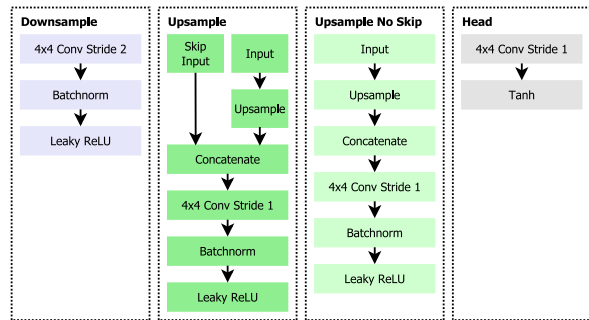 Downsample
4x4 Conv Stride 2
Batchnorm
Leaky ReLU
Upsample
Skip
Input
Input
Upsample
Concatenate
4x4 Conv Stride 1
Batchnorm
Leaky ReLU
Upsample No Skip
Input
Upsample
Concatenate
4x4 Conv Stride 1
Batchnorm
Leaky ReLU
Head
4x4 Conv Stride 1
Tanh